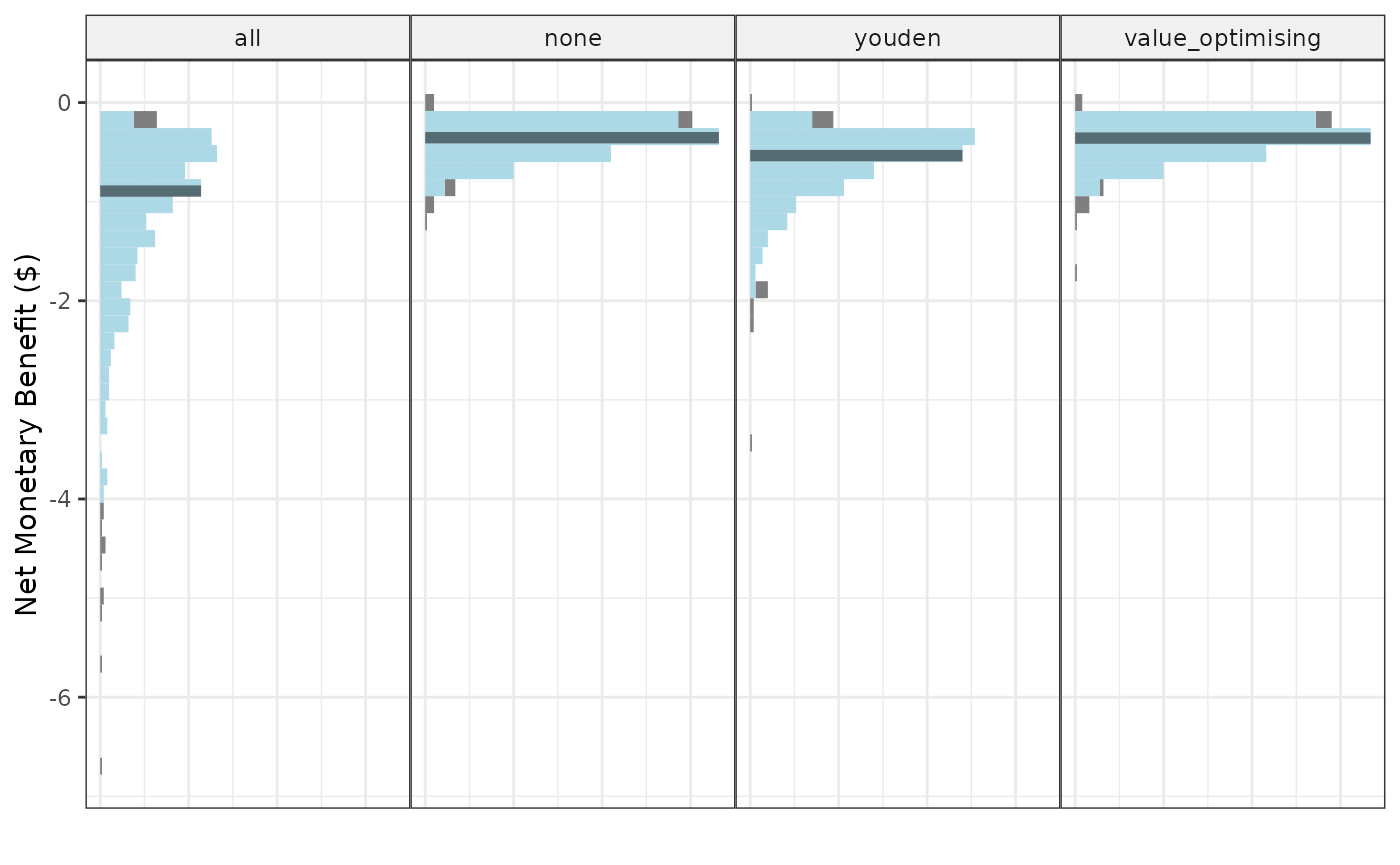 all
none
youden
value_optimising
Net Monetary Benefit ($)
0
-2
-4
-6